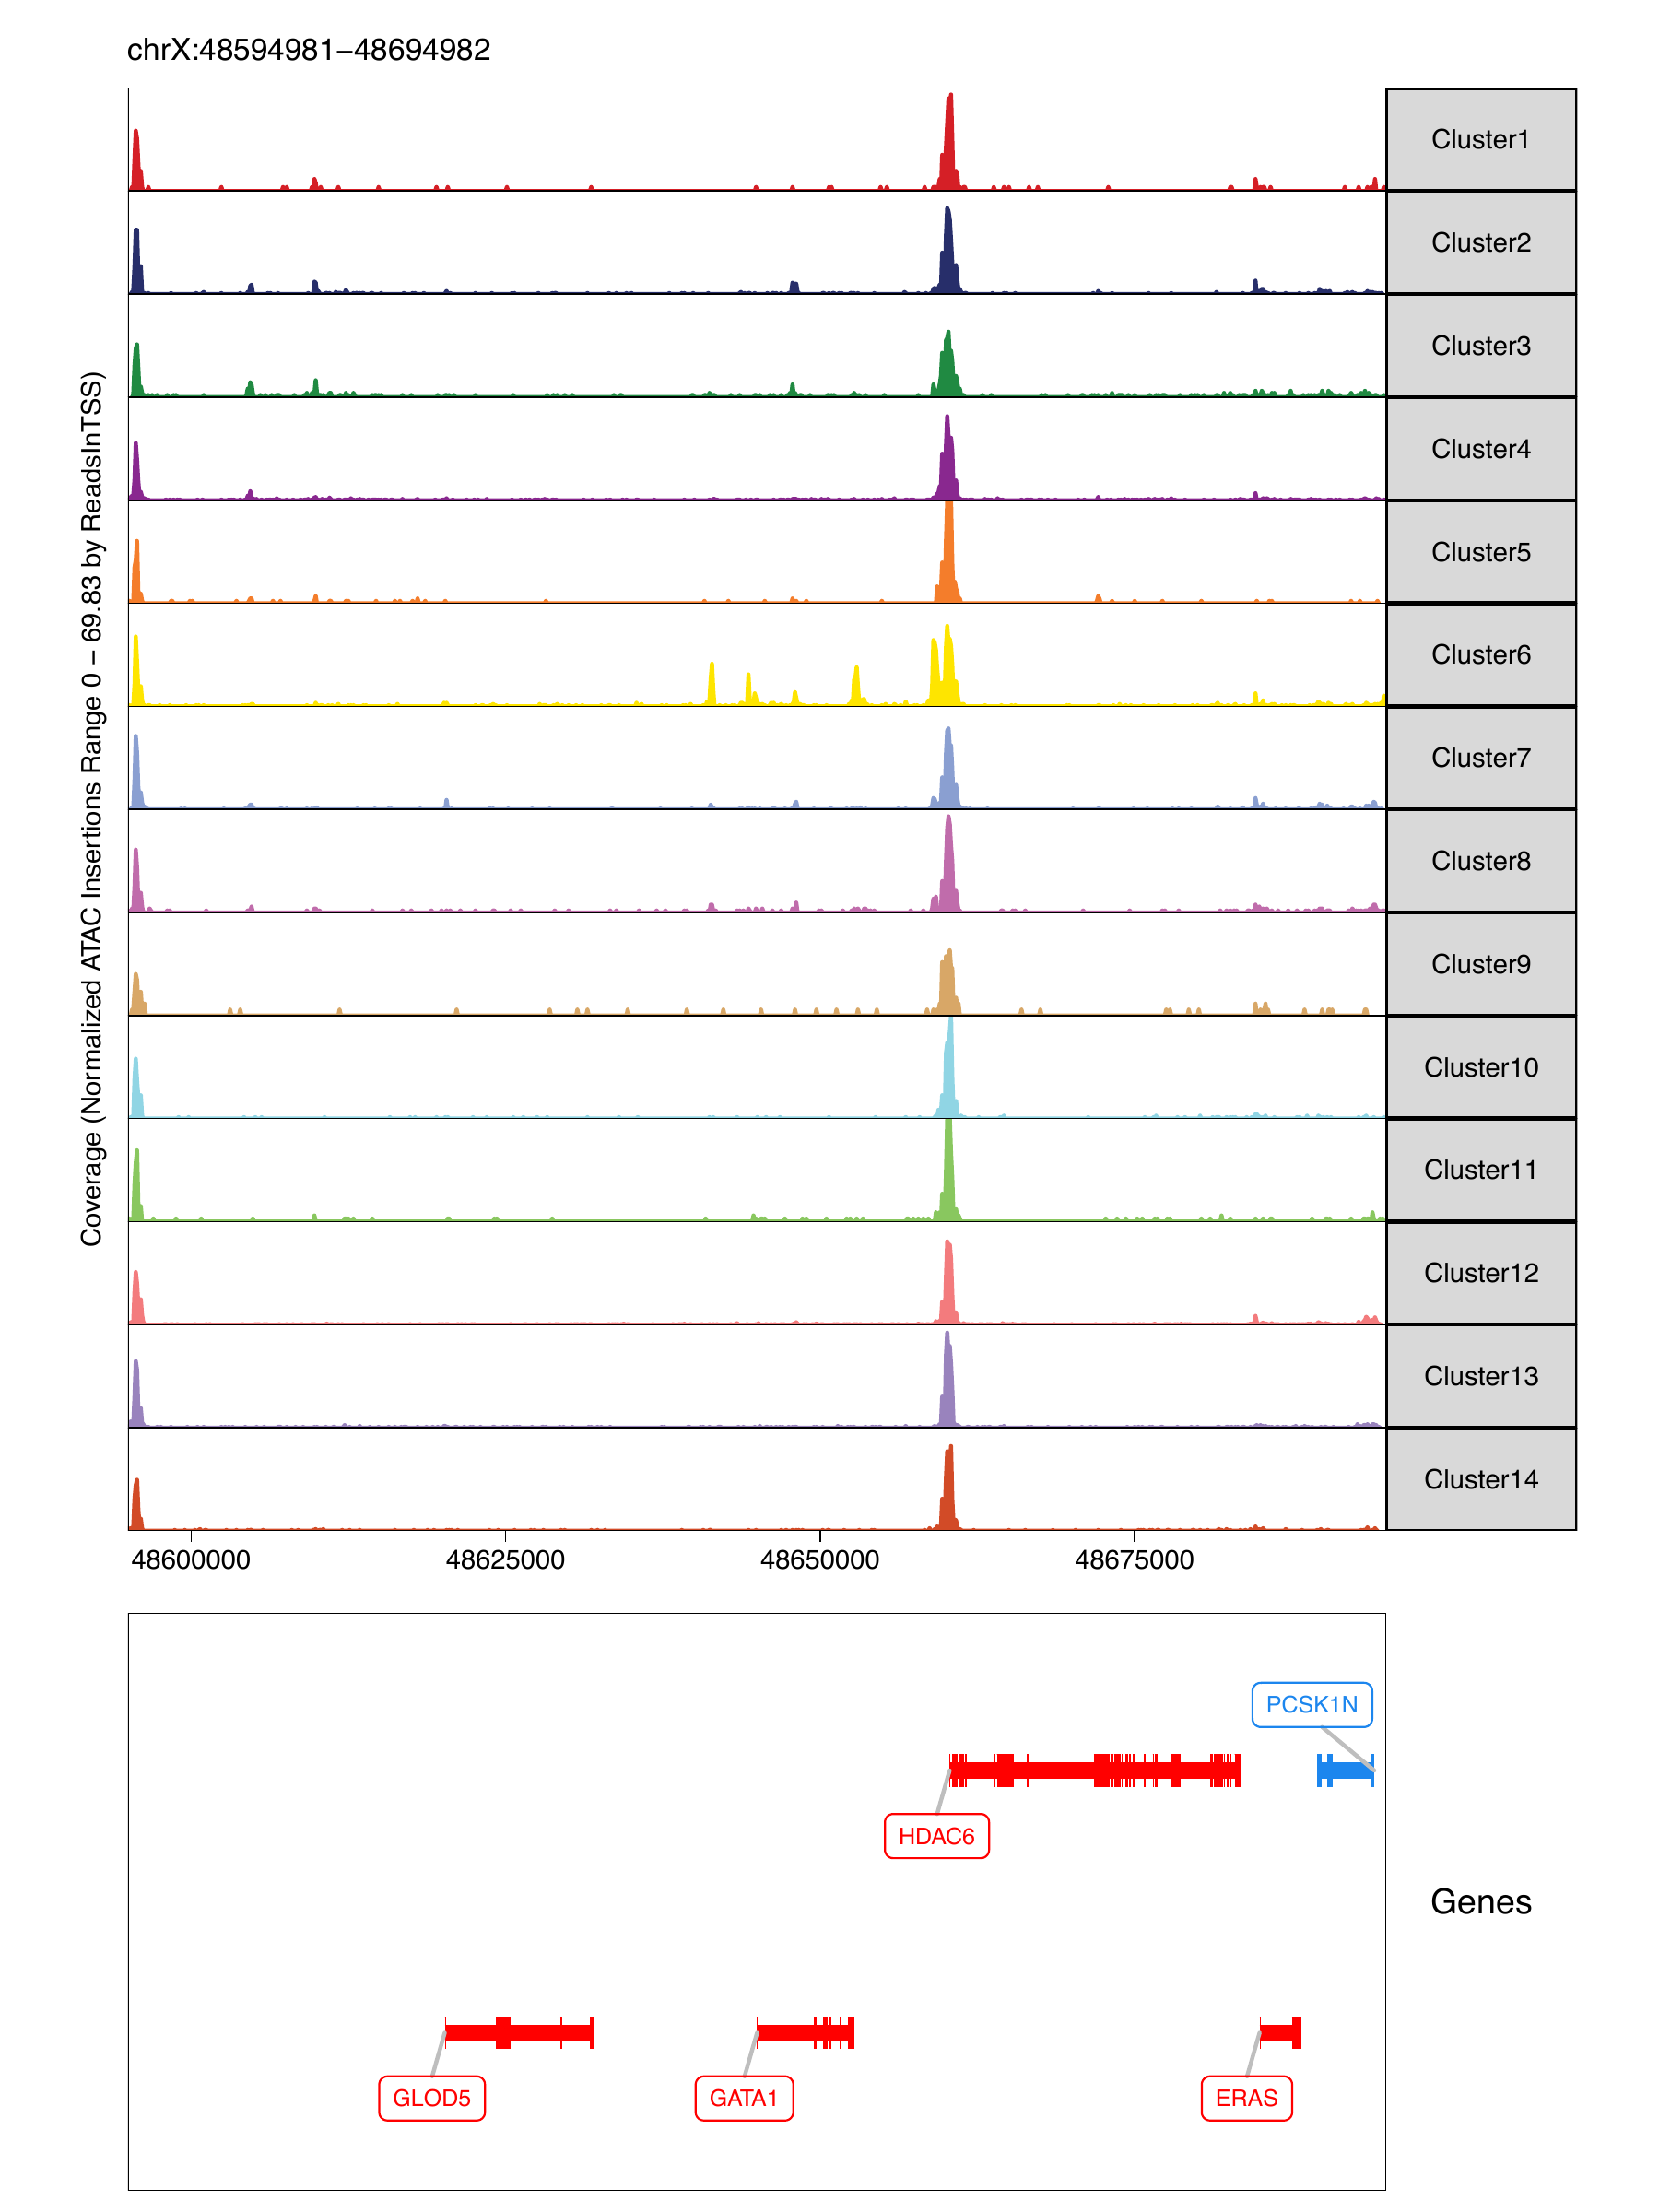 chrX:48594981−48694982
Coverage (Normalized ATAC Insertions Range 0 − 69.83 by ReadsInTSS)
Cluster1
Cluster2
Cluster3
Cluster4
Cluster5
Cluster6
Cluster7
Cluster8
Cluster9
Cluster10
Cluster11
Cluster12
Cluster13
Cluster14
48600000 48625000 48650000 48675000
PCSK1N
HDAC6
Genes
GLOD5 GATA1 ERAS